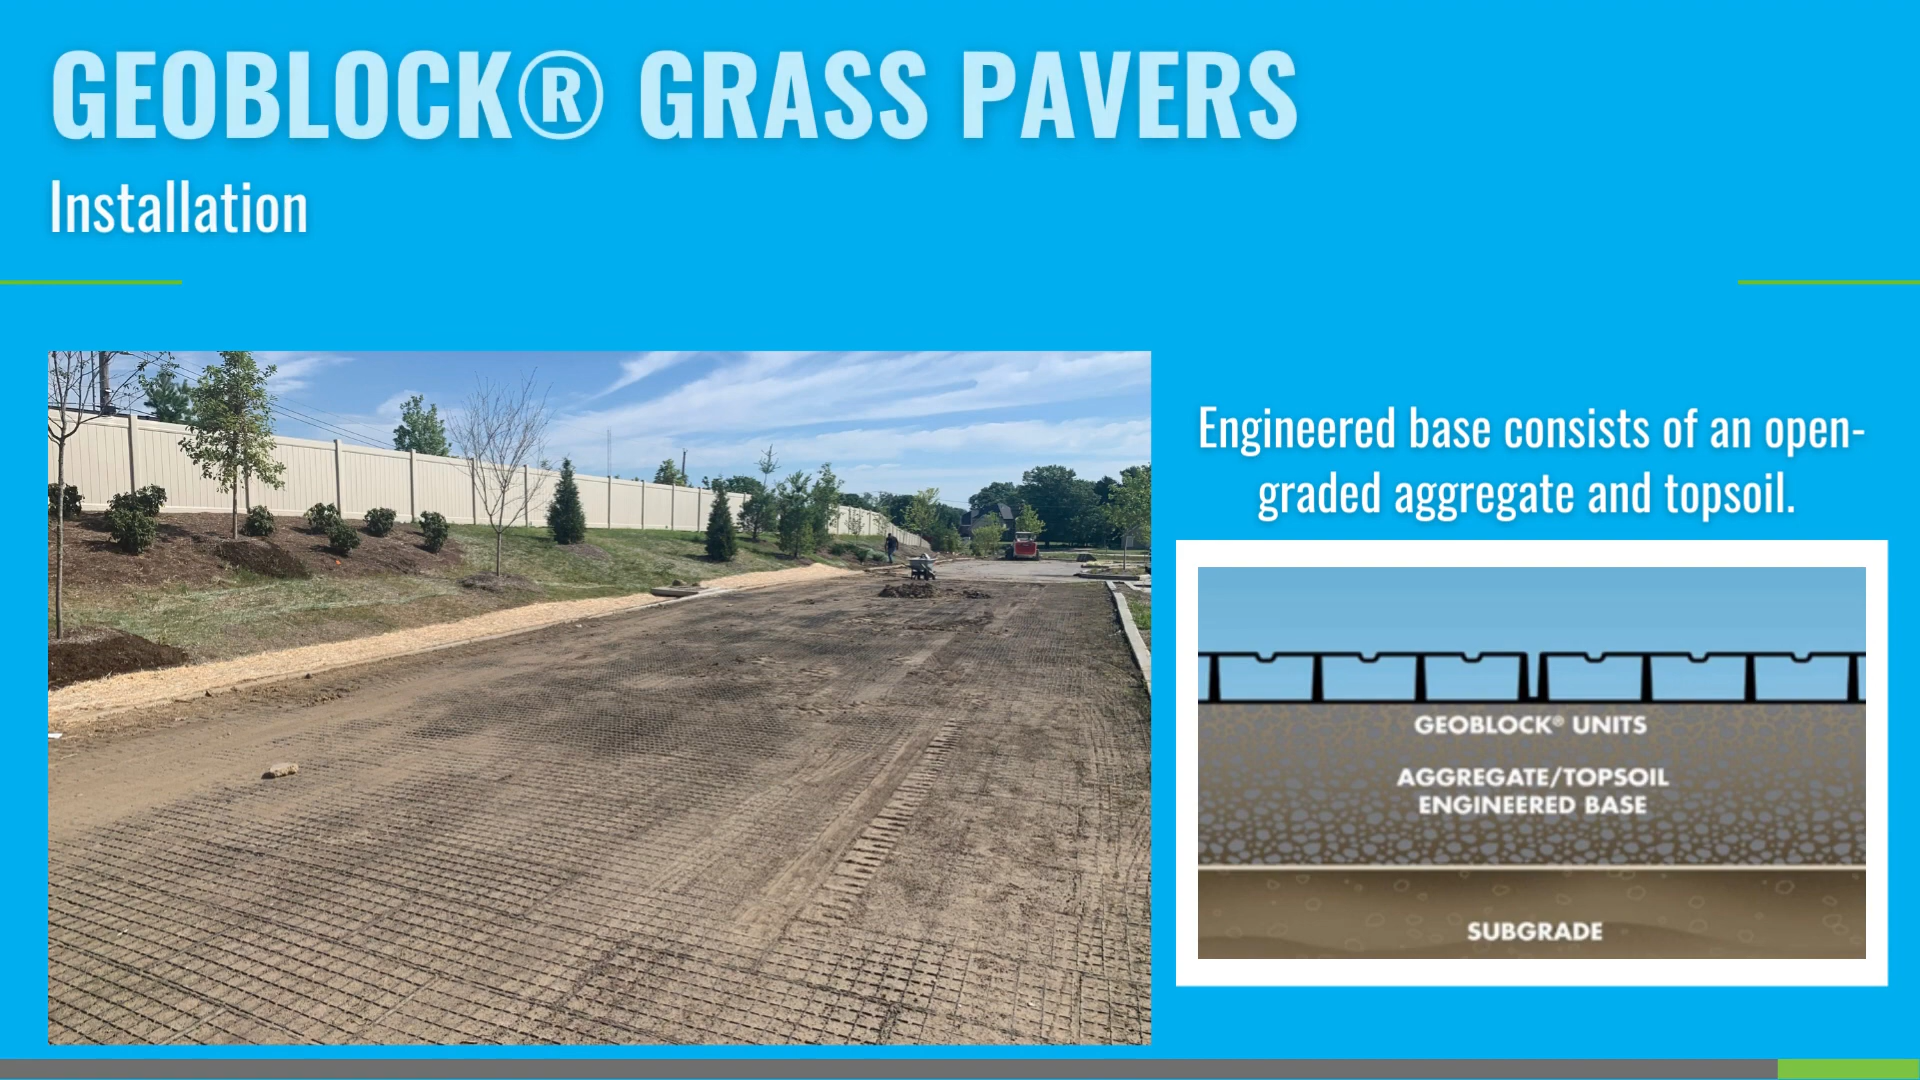 GEOBLOCK® GRASS PAVERS
Installation
Engineered base consists of an open-
graded aggregate and topsoil.
GEOBLOCK® UNITS
AGGREGATE/TOPSOIL
ENGINEERED BASE
SUBGRADE